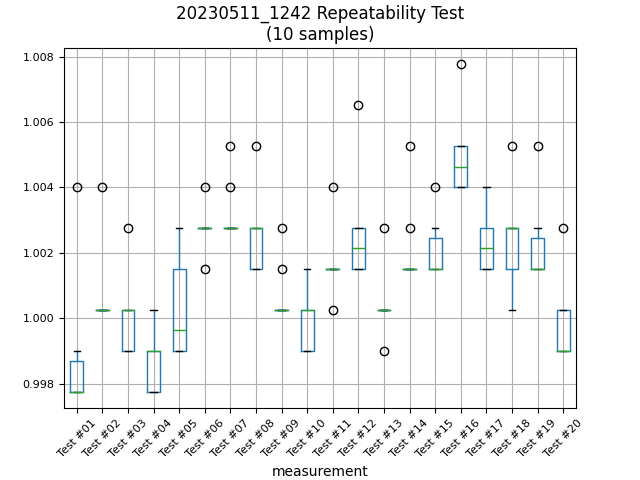 20230511_1242 Repeatability Test
(10 samples)
1.008
1.006
1.004
1.002
1.000
0.998
Test #01
Test #02
Test #03
Test #04
Test #05
Test #06
Test #07
Test #08
Test #09
Test #10
Test #11
Test #12
Test #13
Test #14
Test #15
Test #16
Test #17
Test #18
Test #19
Test #20
measurement